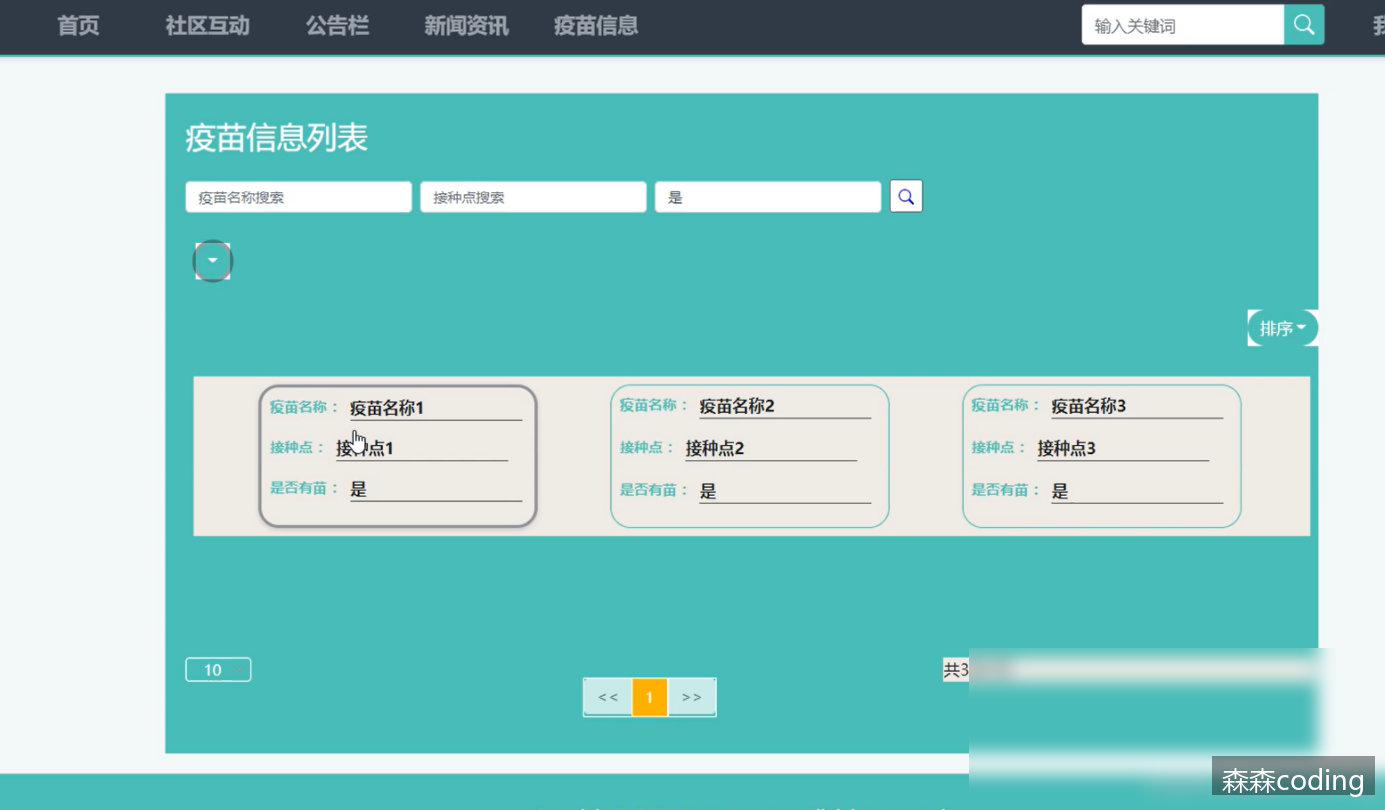 首页 社区互动 公告栏 新闻资讯 疫苗信息 输入关键词
疫苗信息列表
疫苗名称搜索 接种点搜索 是
排序
疫苗名称： 疫苗名称1 疫苗名称： 疫苗名称2 疫苗名称： 疫苗名称3
接种点： 接种点1 接种点： 接种点2 接种点： 接种点3
是否有苗： 是 是否有苗： 是 是否有苗： 是
10 共3
<< 1 >>
森森coding